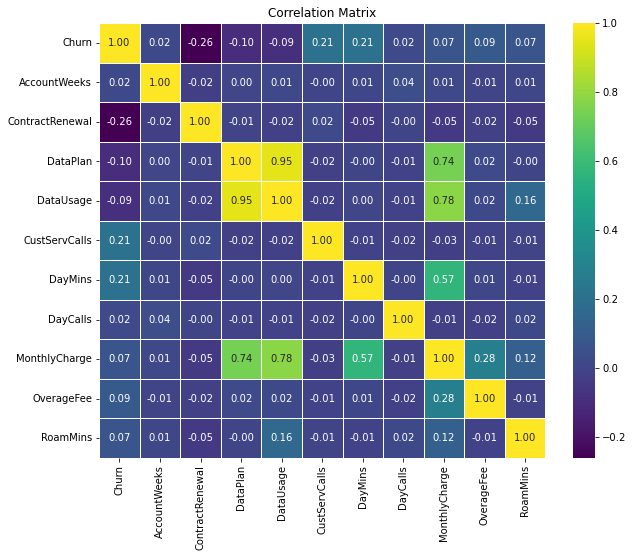 Correlation Matrix
Churn 1.00 0.02 -0.26 -0.10 -0.09 0.21 0.21 0.02 0.07 0.09 0.07
AccountWeeks 0.02 1.00 -0.02 0.00 0.01 -0.00 0.01 0.04 0.01 -0.01 0.01
ContractRenewal -0.26 -0.02 1.00 -0.01 -0.02 0.02 -0.05 -0.00 -0.05 -0.02 -0.05
DataPlan -0.10 0.00 -0.01 1.00 0.95 -0.02 -0.00 -0.01 0.74 0.02 -0.00
DataUsage -0.09 0.01 -0.02 0.95 1.00 -0.02 0.00 -0.01 0.78 0.02 0.16
CustServCalls 0.21 -0.00 0.02 -0.02 -0.02 1.00 -0.01 -0.02 -0.03 -0.01 -0.01
DayMins 0.21 0.01 -0.05 -0.00 0.00 -0.01 1.00 -0.00 0.57 0.01 -0.01
DayCalls 0.02 0.04 -0.00 -0.01 -0.01 -0.02 -0.00 1.00 -0.01 -0.02 0.02
MonthlyCharge 0.07 0.01 -0.05 0.74 0.78 -0.03 0.57 -0.01 1.00 0.28 0.12
OverageFee 0.09 -0.01 -0.02 0.02 0.02 -0.01 0.01 -0.02 0.28 1.00 -0.01
RoamMins 0.07 0.01 -0.05 -0.00 0.16 -0.01 -0.01 0.02 0.12 -0.01 1.00
Churn
AccountWeeks
ContractRenewal
DataPlan
DataUsage
CustServCalls
DayMins
DayCalls
MonthlyCharge
OverageFee
RoamMins
1.0
0.8
0.6
0.4
0.2
0.0
−0.2